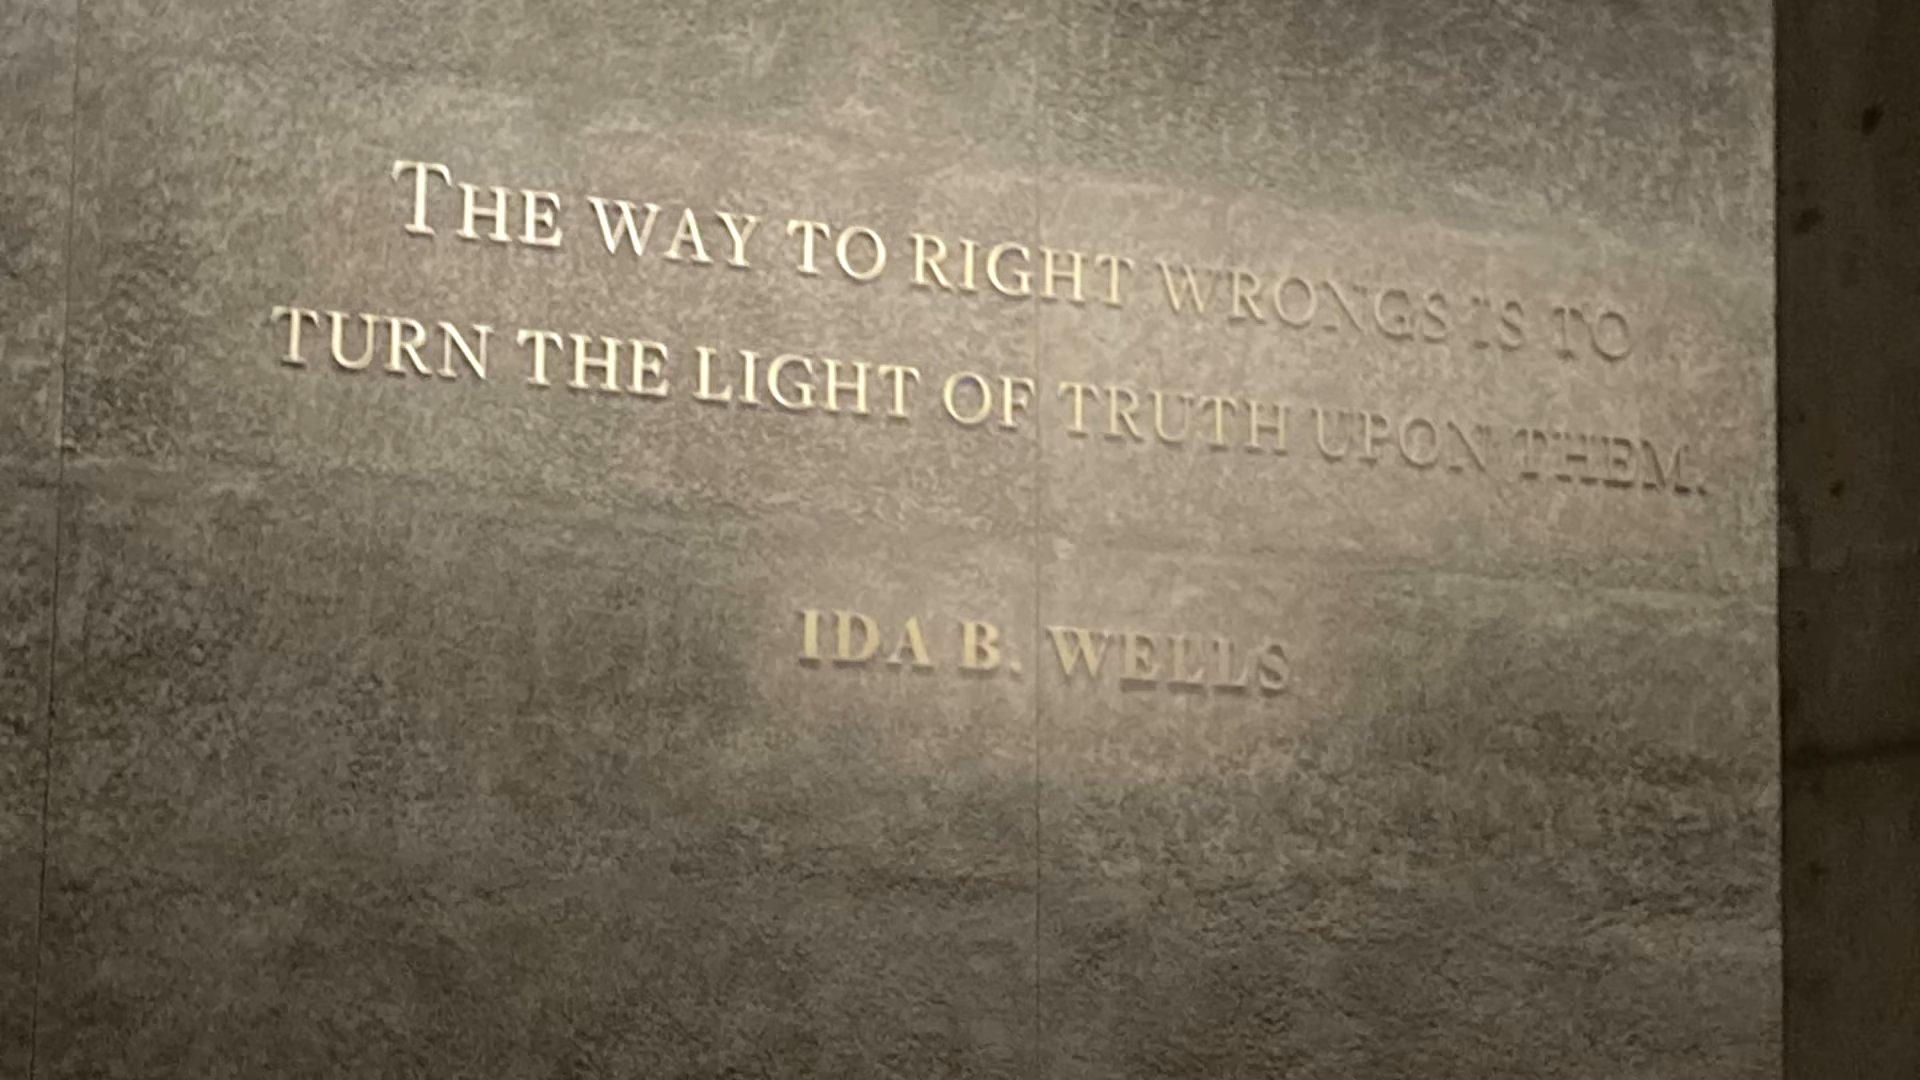 THE WAY TO RIGHT WRONGS IS TO
TURN THE LIGHT OF TRUTH UPON THEM.
IDA B. WELLS